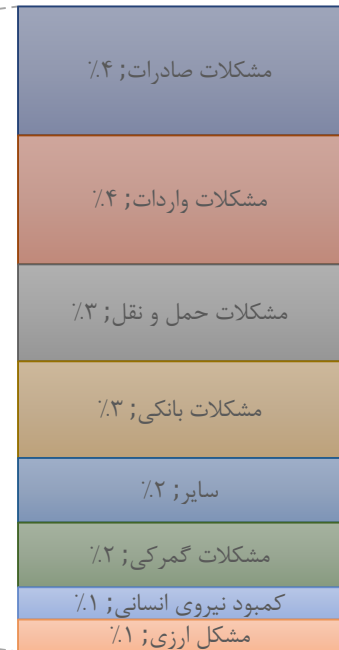 مشکلات صادرات; ۴٪
مشکلات واردات; ۴٪
مشکلات حمل و نقل; ۳٪
مشکلات بانکی; ۳٪
سایر; ۲٪
مشکلات گمرکی; ۲٪
کمبود نیروی انسانی; ۱٪
مشکل ارزی; ۱٪